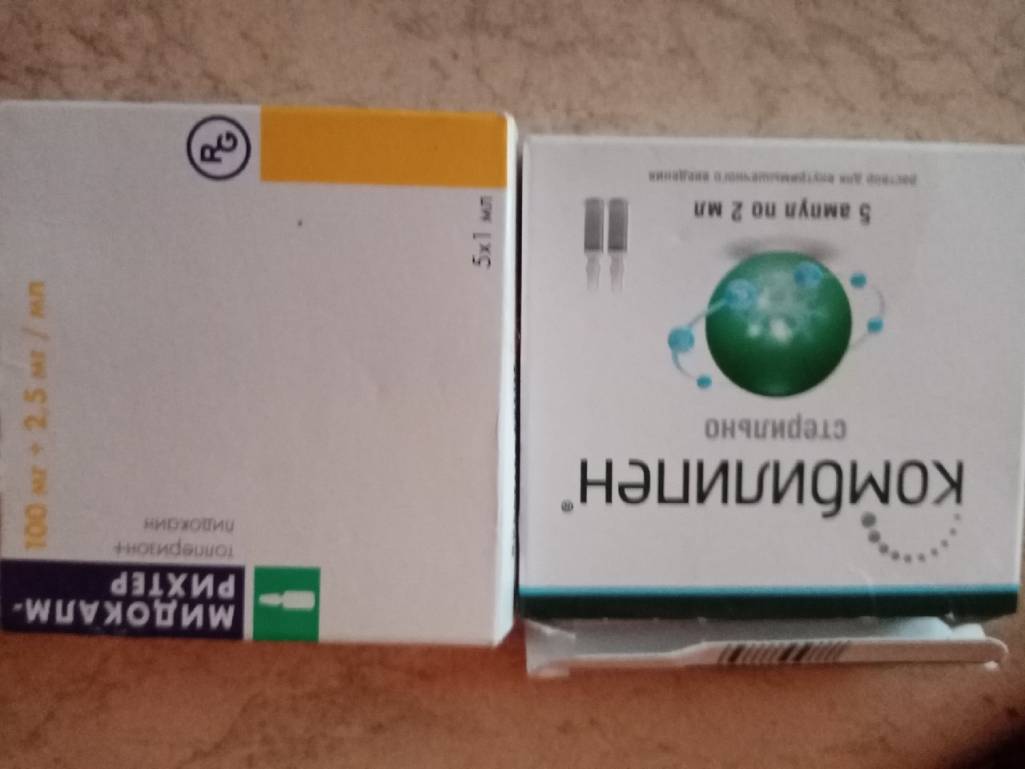 МИДОКАЛМ-
РИХТЕР
толперизон+
лидокаин
100 мг + 2,5 мг / мл
5x1 мл
RG
комбилипен®
стерильно
5 ампул по 2 мл
раствор для внутримышечного введения